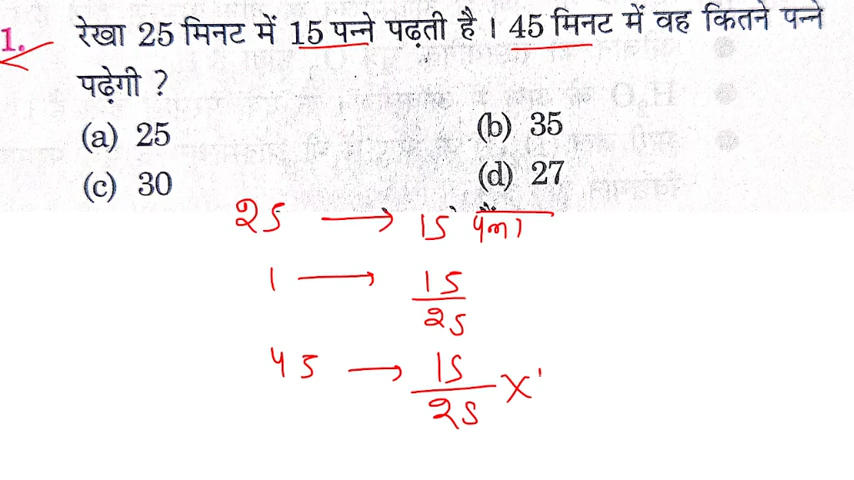 1. रेखा 25 मिनट में 15 पन्ने पढ़ती है । 45 मिनट में वह कितने पन्ने
पढ़ेगी ?
(a) 25 (b) 35
(c) 30 (d) 27
25 → 15 पन्ने
1 → 15/25
45 → 15/25 ×